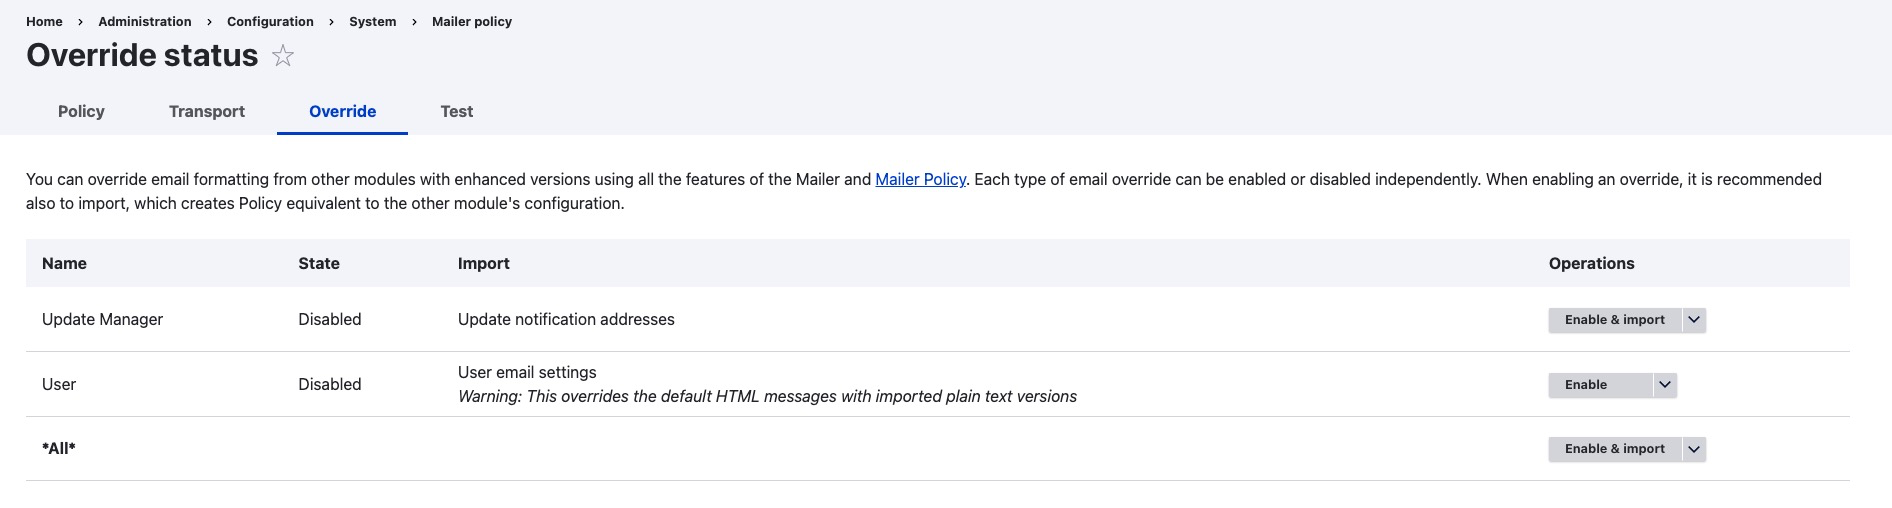 Home > Administration > Configuration > System > Mailer policy
Override status
Policy Transport Override Test
You can override email formatting from other modules with enhanced versions using all the features of the Mailer and Mailer Policy. Each type of email override can be enabled or disabled independently. When enabling an override, it is recommended
also to import, which creates Policy equivalent to the other module's configuration.
Name State Import Operations
Update Manager Disabled Update notification addresses Enable & import
User Disabled User email settings Enable
Warning: This overrides the default HTML messages with imported plain text versions
*All* Enable & import